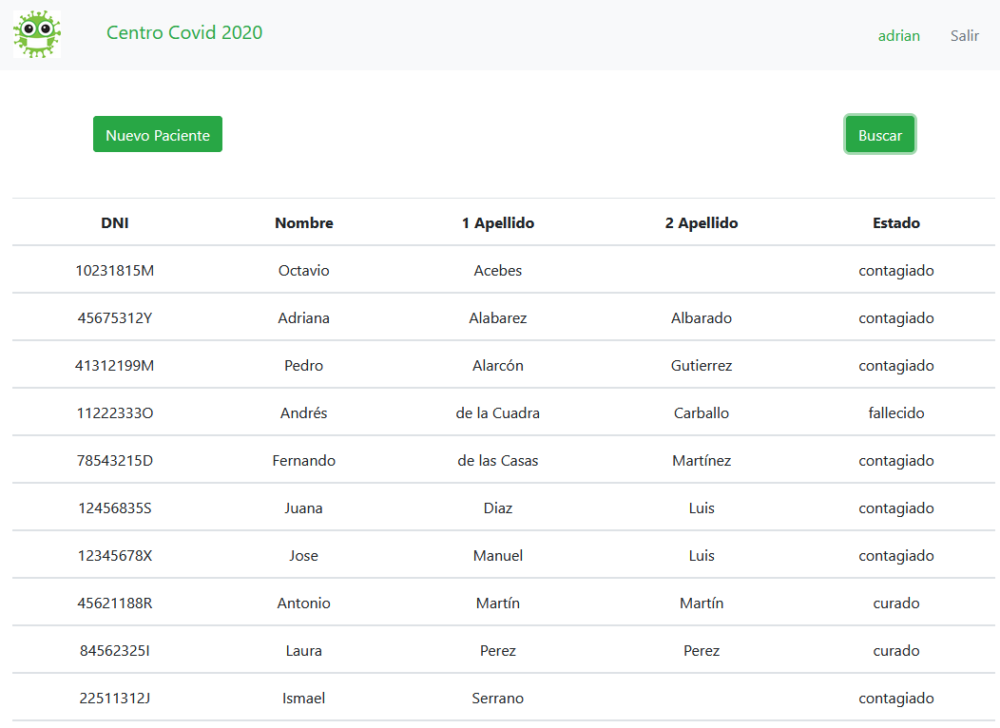 Centro Covid 2020 adrian Salir
Nuevo Paciente Buscar
DNI Nombre 1 Apellido 2 Apellido Estado
10231815M Octavio Acebes contagiado
45675312Y Adriana Alabarez Albarado contagiado
41312199M Pedro Alarcón Gutierrez contagiado
11222333O Andrés de la Cuadra Carballo fallecido
78543215D Fernando de las Casas Martínez contagiado
12456835S Juana Diaz Luis contagiado
12345678X Jose Manuel Luis contagiado
45621188R Antonio Martín Martín curado
84562325I Laura Perez Perez curado
22511312J Ismael Serrano contagiado